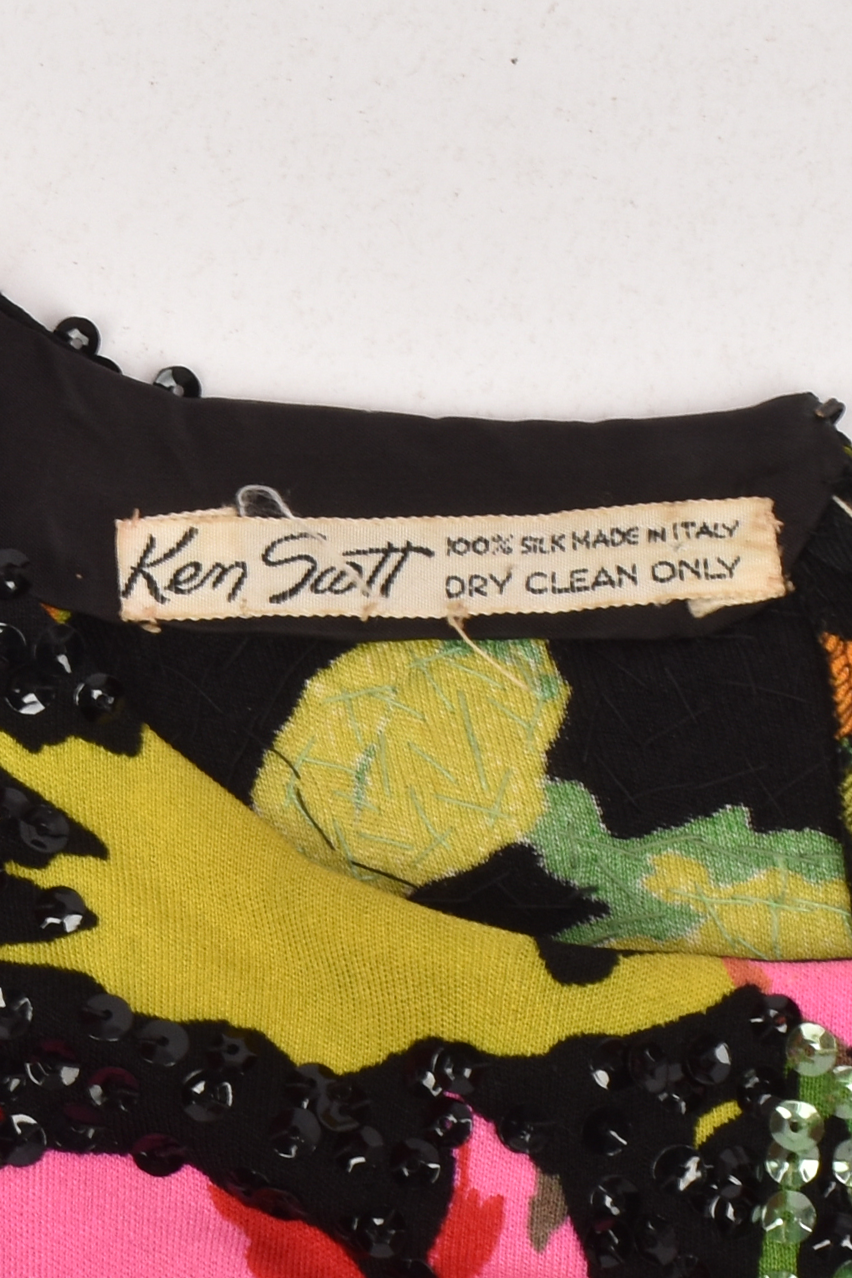 Ken Scott
100% SILK MADE IN ITALY
DRY CLEAN ONLY